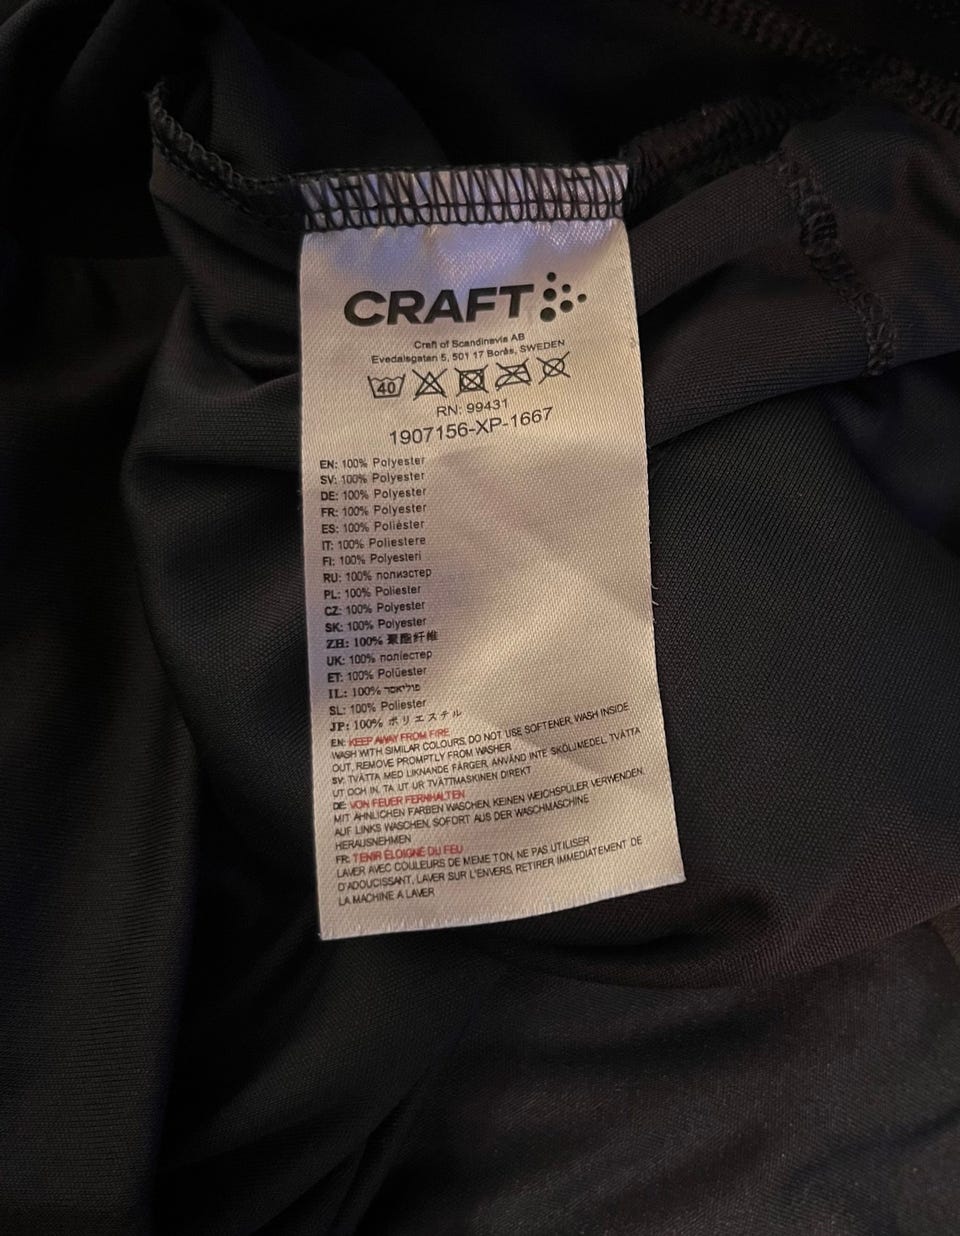 CRAFT
Craft of Scandinavia AB
Evedalsgatan 5, 501 17 Borås, SWEDEN
40
RN: 99431
1907156-XP-1667
EN: 100% Polyester
SV: 100% Polyester
DE: 100% Polyester
FR: 100% Polyester
ES: 100% Poliéster
IT: 100% Poliestere
FI: 100% Polyesteri
RU: 100% полиэстер
PL: 100% Poliester
CZ: 100% Polyester
SK: 100% Polyester
ZH: 100% 聚酯纤维
UK: 100% поліестер
ET: 100% Polüester
IL: 100% פוליאסר
SL: 100% Poliester
JP: 100% ポリエステル
EN: KEEP AWAY FROM FIRE
WASH WITH SIMILAR COLOURS, DO NOT USE SOFTENER, WASH INSIDE
OUT, REMOVE PROMPTLY FROM WASHER
SV: TVÄTTA MED LIKNANDE FÄRGER, ANVÄND INTE SKÖLJMEDEL, TVÄTTA
UT OCH IN, TA UT UR TVÄTTMASKINEN DIREKT
DE: VON FEUER FERNHALTEN
MIT ÄHNLICHEN FARBEN WASCHEN, KEINEN WEICHSPÜLER VERWENDEN,
AUF LINKS WASCHEN, SOFORT AUS DER WASCHMASCHINE
HERAUSNEHMEN
FR: TENIR ÉLOIGNÉ DU FEU
LAVER AVEC COULEURS DE MEME TON, NE PAS UTILISER
D'ADOUCISSANT, LAVER SUR L'ENVERS, RETIRER IMMEDIATEMENT DE
LA MACHINE A LAVER